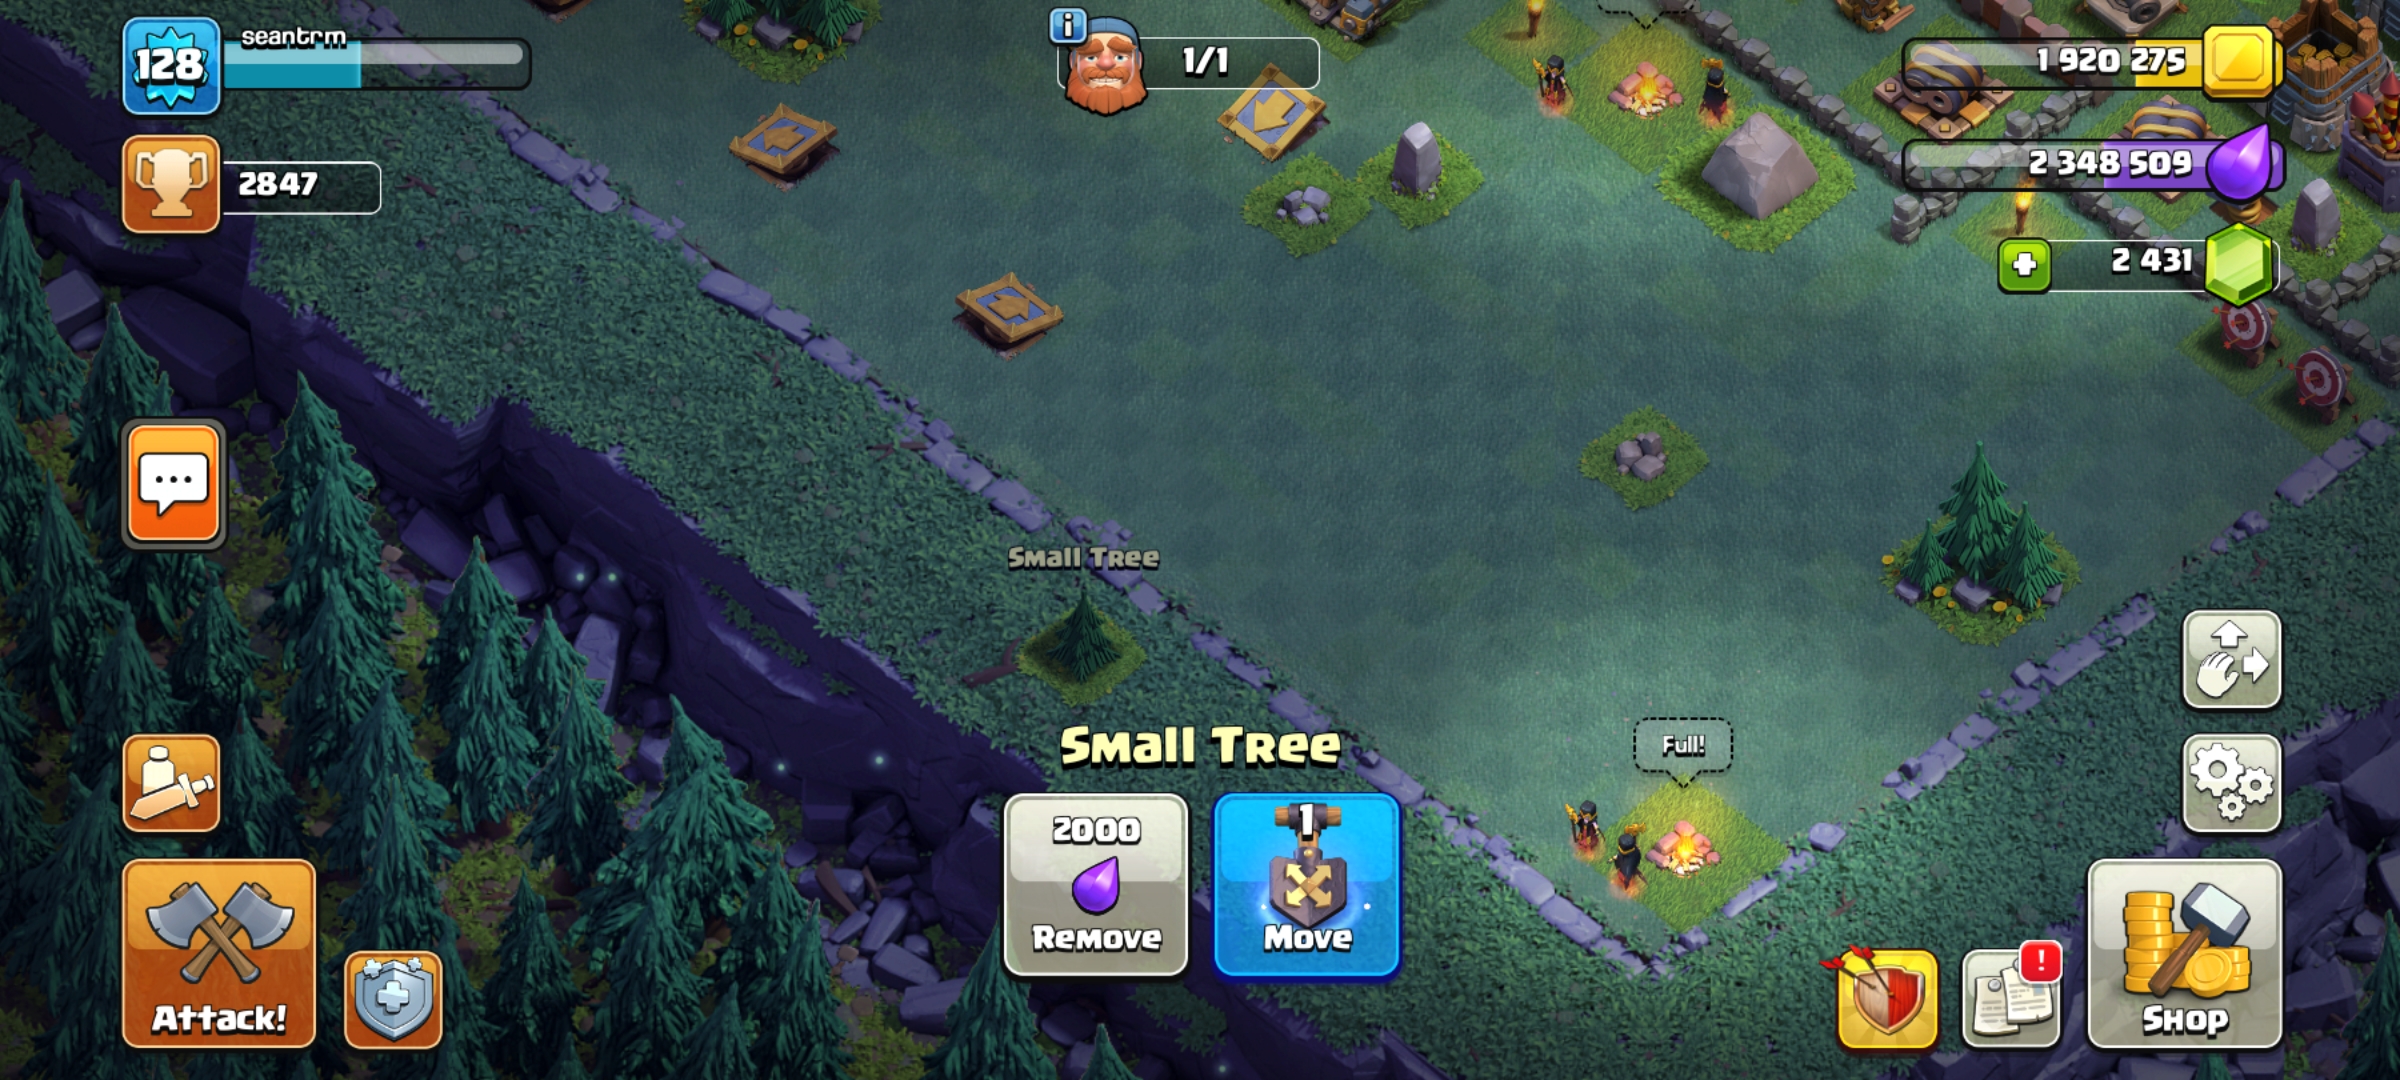 seantrm
128
1/1
1 920 275
2847
2 348 509
2 431
Small Tree
Small Tree
Full!
2000
1
Remove
Move
Attack!
!
Shop